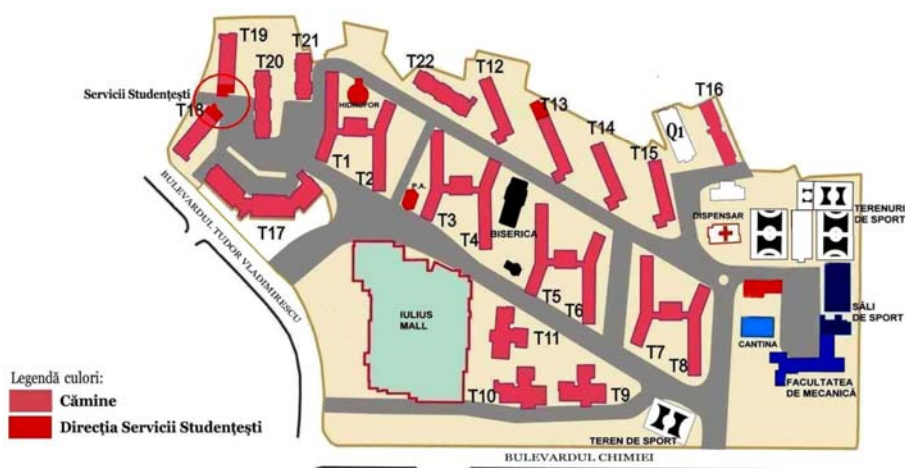 T19
T21
T20
T22
T12
Servicii Studențești
HIDROFOR
T13
T16
T18
Q1
T14
T1
T15
T2
P.A.
T3
DISPENSAR
TERENURI
DE SPORT
BISERICA
T4
T17
BULEVARDUL TUDOR VLADIMIRESCU
T5
IULIUS
MALL
T6
SĂLI
DE SPORT
T11
T7
CANTINA
T8
Legendă culori:
FACULTATEA
DE MECANICĂ
T10
T9
Cămine
Direcția Servicii Studențești
TEREN DE SPORT
BULEVARDUL CHIMIEI